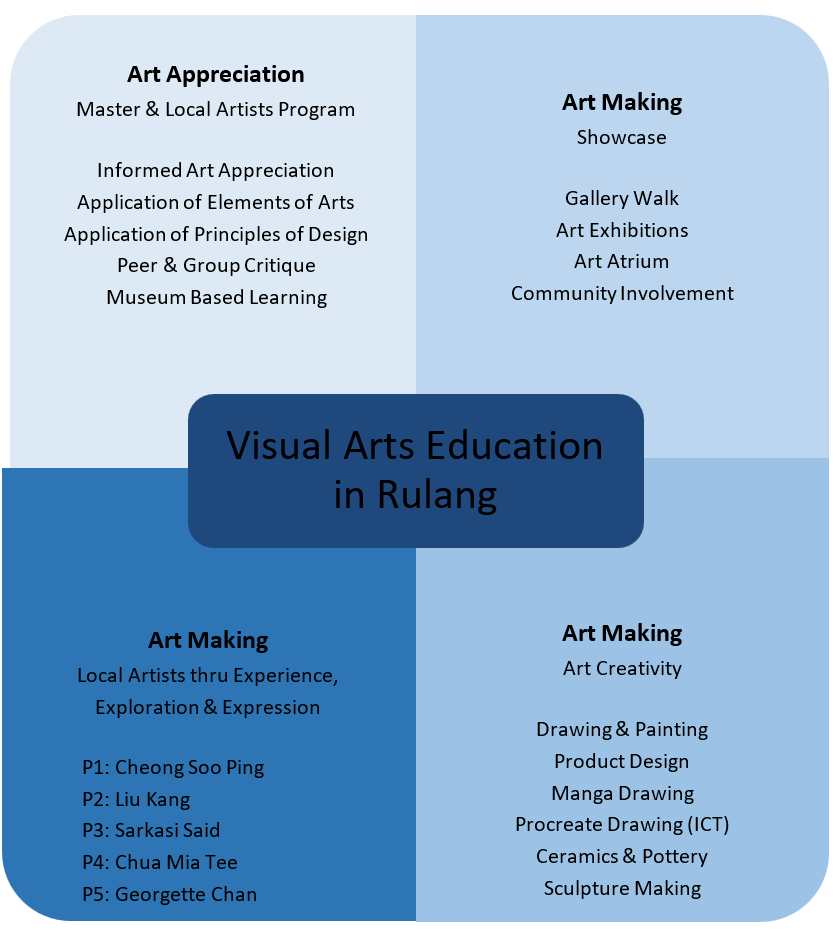 Art Appreciation
Master & Local Artists Program
Informed Art Appreciation
Application of Elements of Arts
Application of Principles of Design
Peer & Group Critique
Museum Based Learning
Art Making
Showcase
Gallery Walk
Art Exhibitions
Art Atrium
Community Involvement
Visual Arts Education
in Rulang
Art Making
Local Artists thru Experience,
Exploration & Expression
P1: Cheong Soo Ping
P2: Liu Kang
P3: Sarkasi Said
P4: Chua Mia Tee
P5: Georgette Chan
Art Making
Art Creativity
Drawing & Painting
Product Design
Manga Drawing
Procreate Drawing (ICT)
Ceramics & Pottery
Sculpture Making